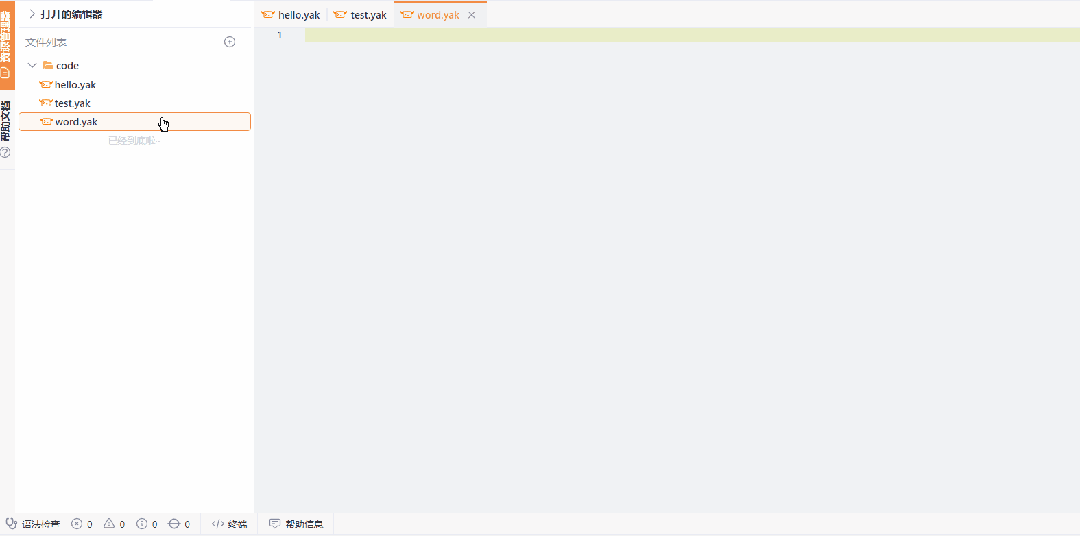 资源管理器
帮助文档
打开的编辑器
文件列表
code
hello.yak
test.yak
word.yak
已经到底啦~
hello.yak test.yak word.yak
1
语法检查 0 0 0 0 终端 帮助信息